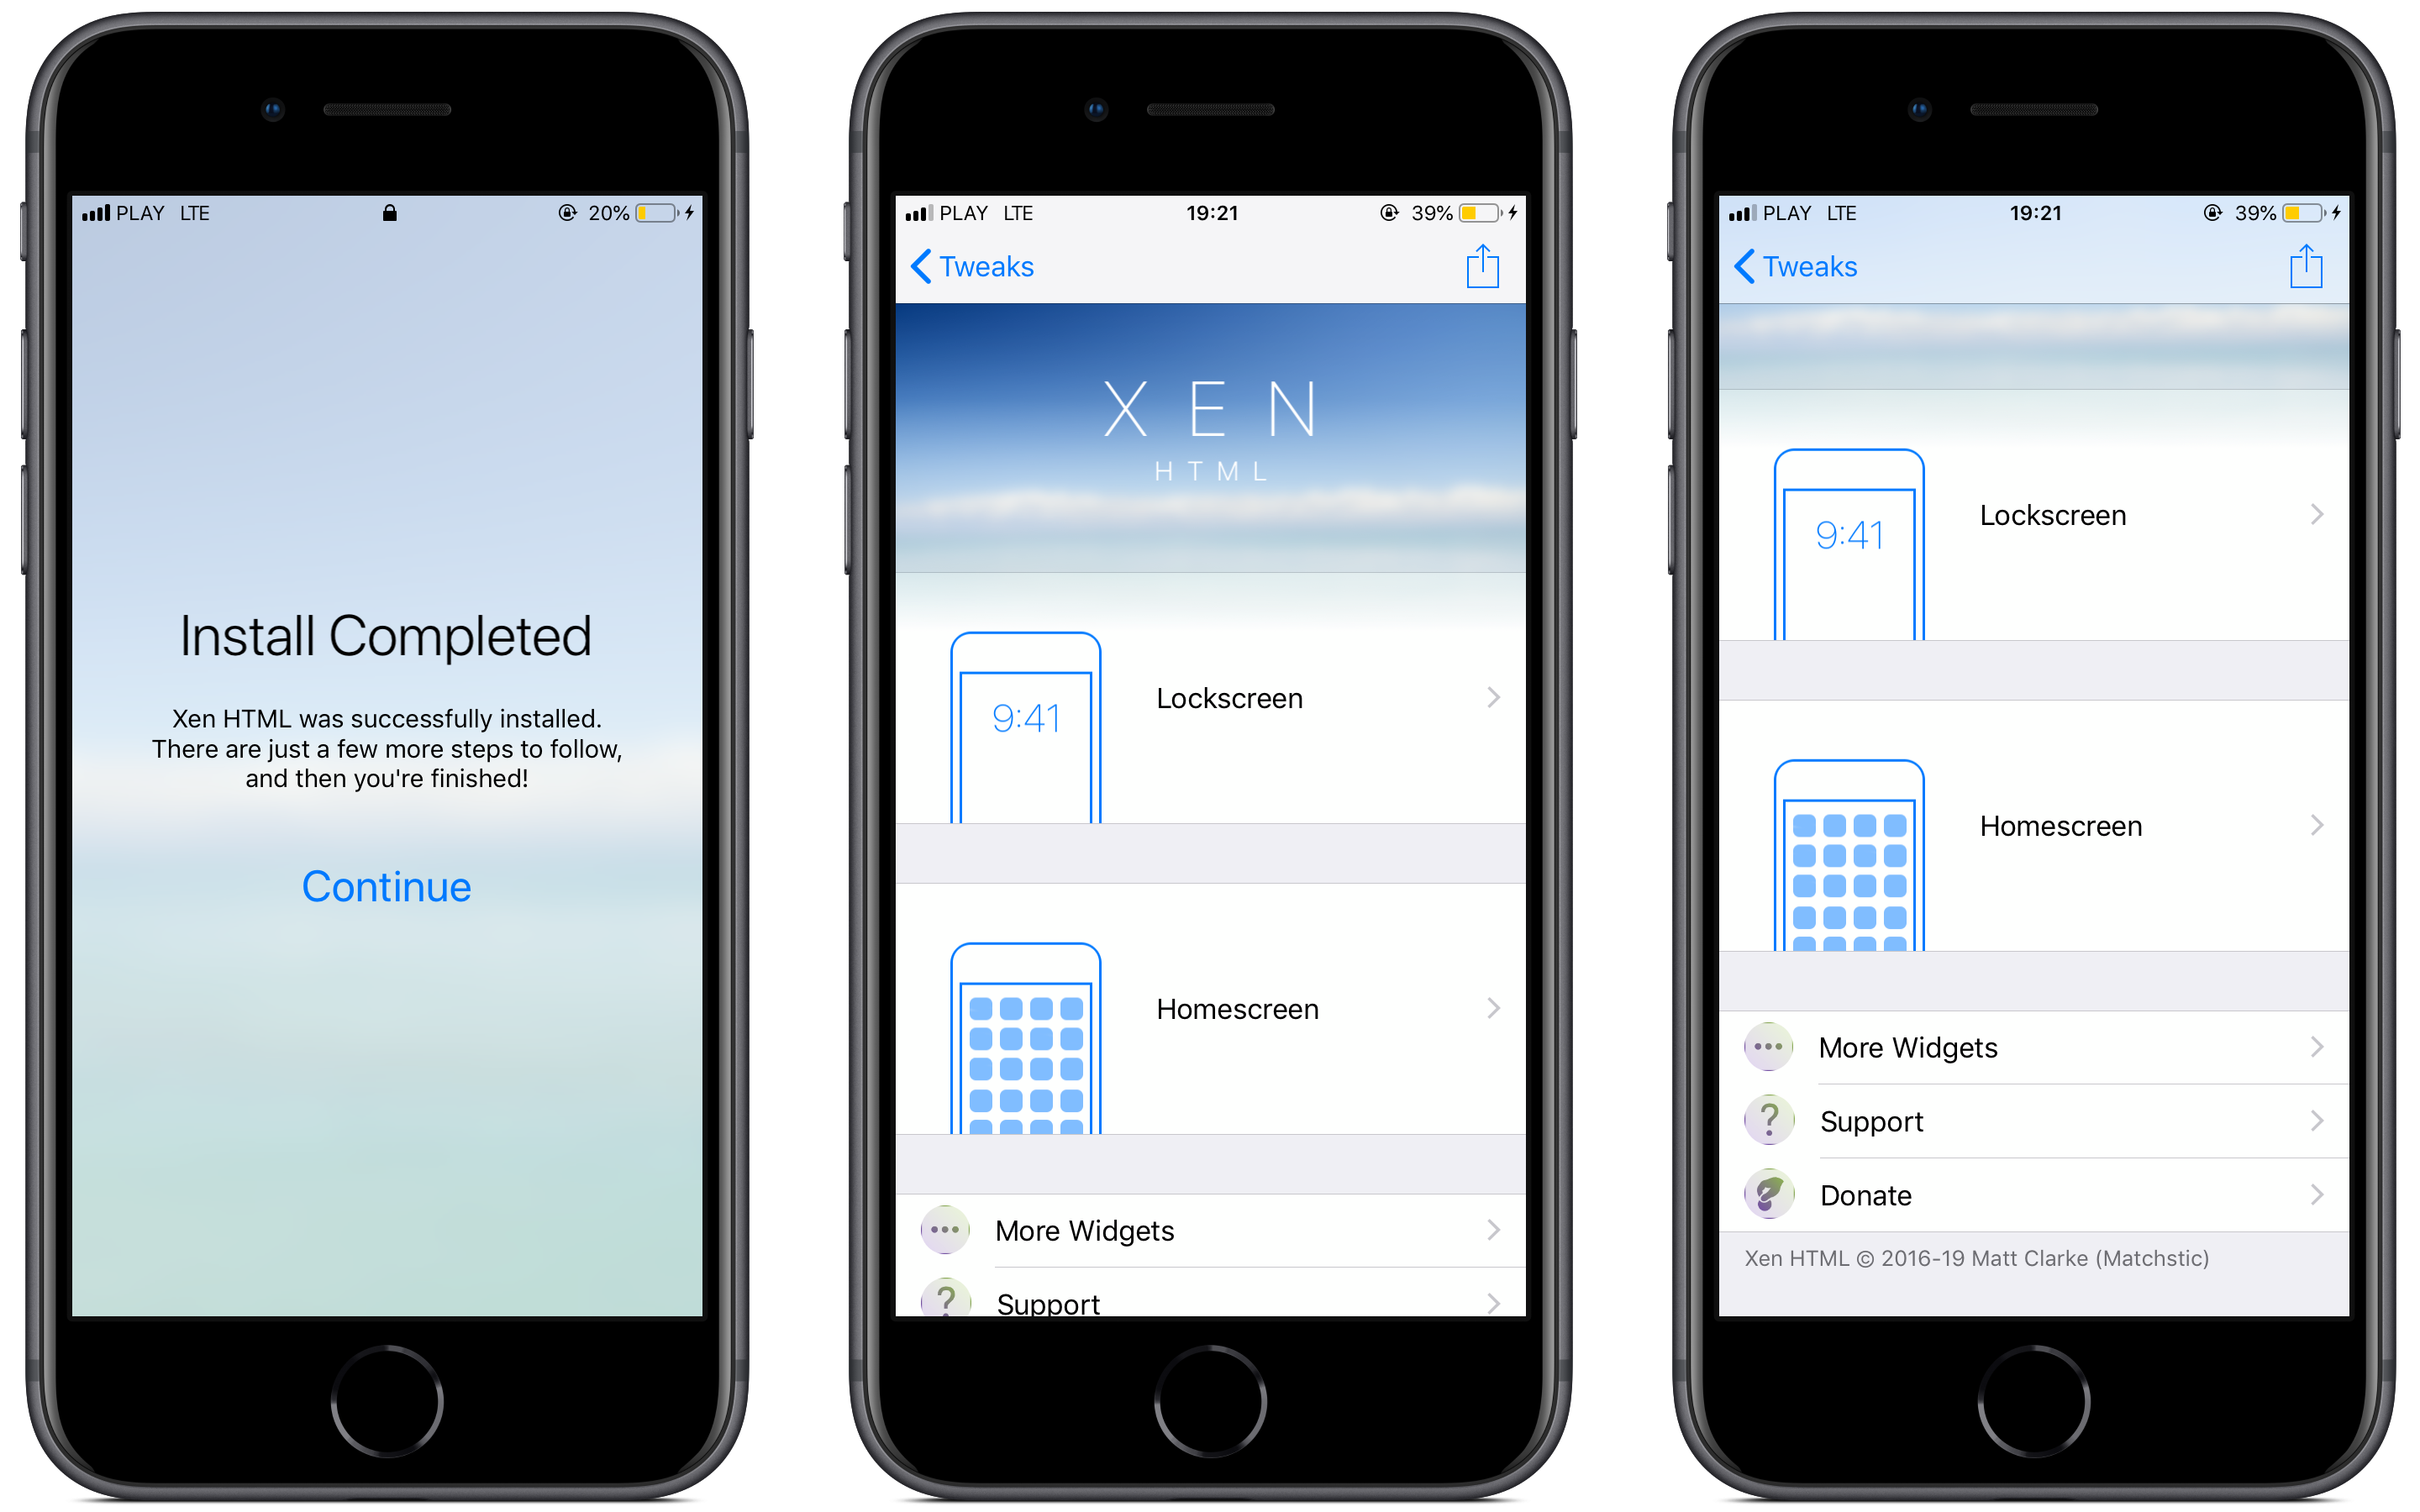 PLAY LTE 20%
Install Completed
Xen HTML was successfully installed.
There are just a few more steps to follow,
and then you're finished!
Continue
PLAY LTE 19:21 39%
Tweaks
XEN
HTML
9:41
Lockscreen
Homescreen
More Widgets
Support
PLAY LTE 19:21 39%
Tweaks
9:41
Lockscreen
Homescreen
More Widgets
Support
Donate
Xen HTML © 2016-19 Matt Clarke (Matchstic)